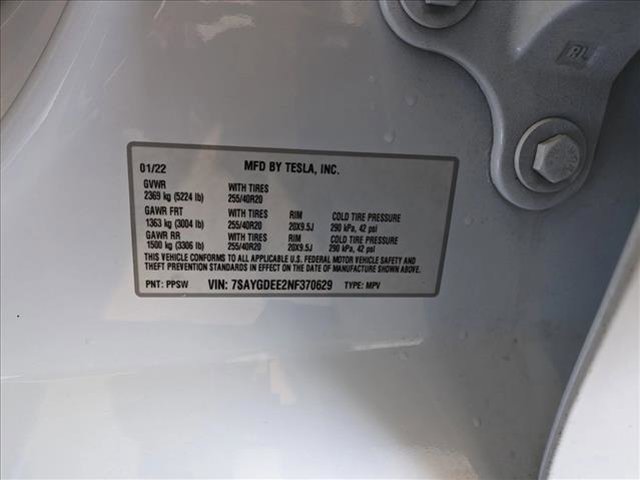 RL
01/22 MFD BY TESLA, INC.
GVWR WITH TIRES
2369 kg (5224 lb) 255/40R20
GAWR FRT WITH TIRES RIM COLD TIRE PRESSURE
1363 kg (3004 lb) 255/40R20 20X9.5J 290 kPa, 42 psi
GAWR RR WITH TIRES RIM COLD TIRE PRESSURE
1500 kg (3306 lb) 255/40R20 20X9.5J 290 kPa, 42 psi
THIS VEHICLE CONFORMS TO ALL APPLICABLE U.S. FEDERAL MOTOR VEHICLE SAFETY AND
THEFT PREVENTION STANDARDS IN EFFECT ON THE DATE OF MANUFACTURE SHOWN ABOVE.
PNT: PPSW VIN: 7SAYGDEE2NF370629 TYPE: MPV